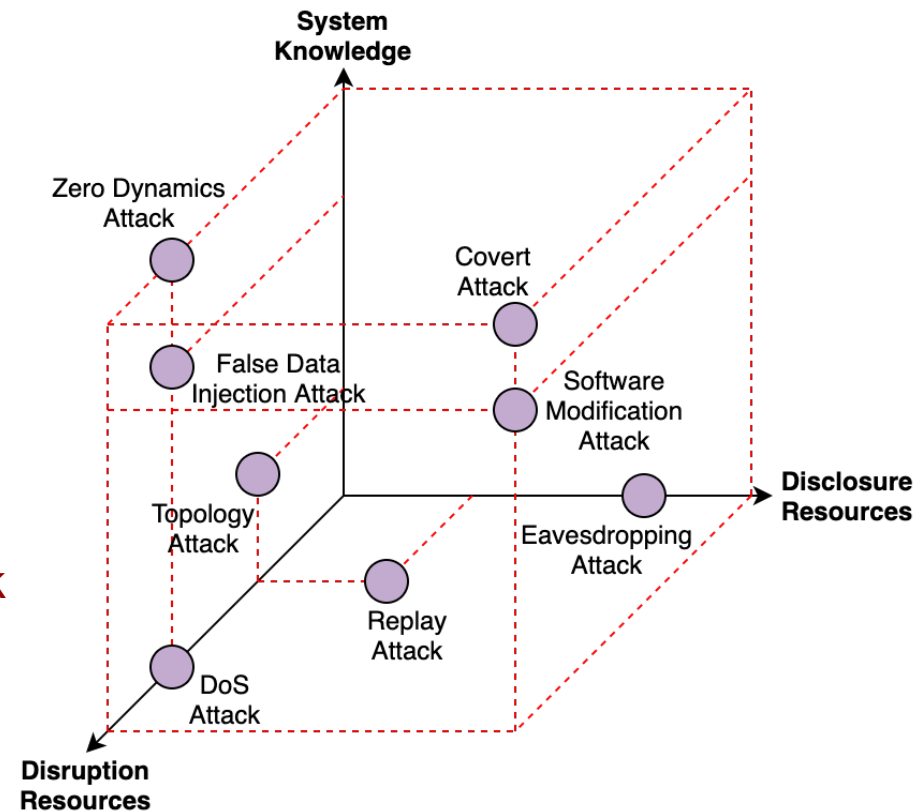 System
Knowledge
Zero Dynamics
Attack
Covert
Attack
False Data
Injection Attack
Software
Modification
Attack
Disclosure
Resources
Topology
Attack
Eavesdropping
Attack
Replay
Attack
DoS
Attack
Disruption
Resources